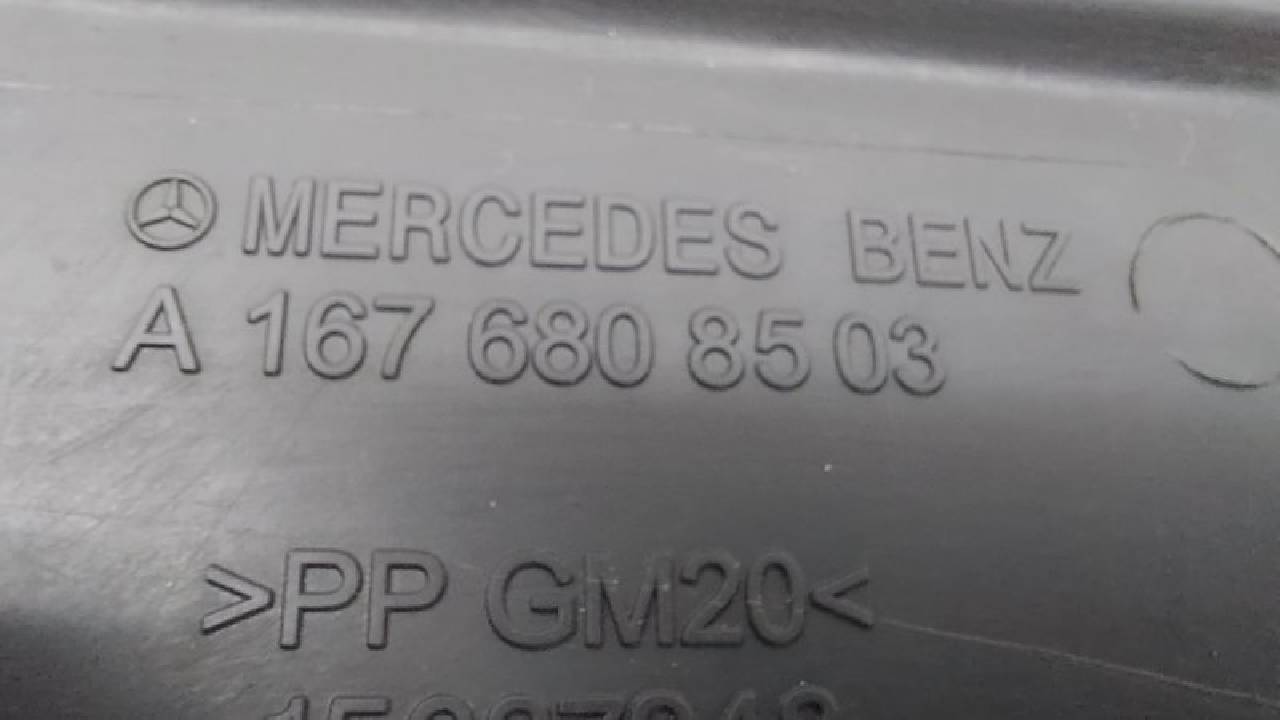 MERCEDES BENZ
A 167 680 85 03
>PP GM20<